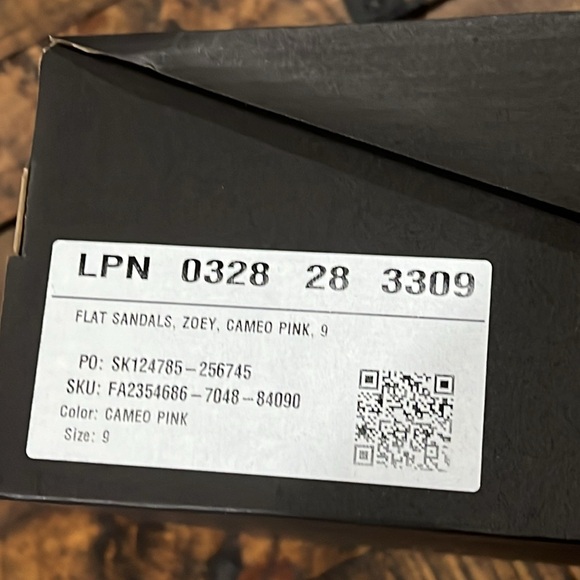 LPN 0328 28 3309
FLAT SANDALS, ZOEY, CAMEO PINK, 9
PO: SK124785-256745
SKU: FA2354686-7048-84090
Color: CAMEO PINK
Size: 9